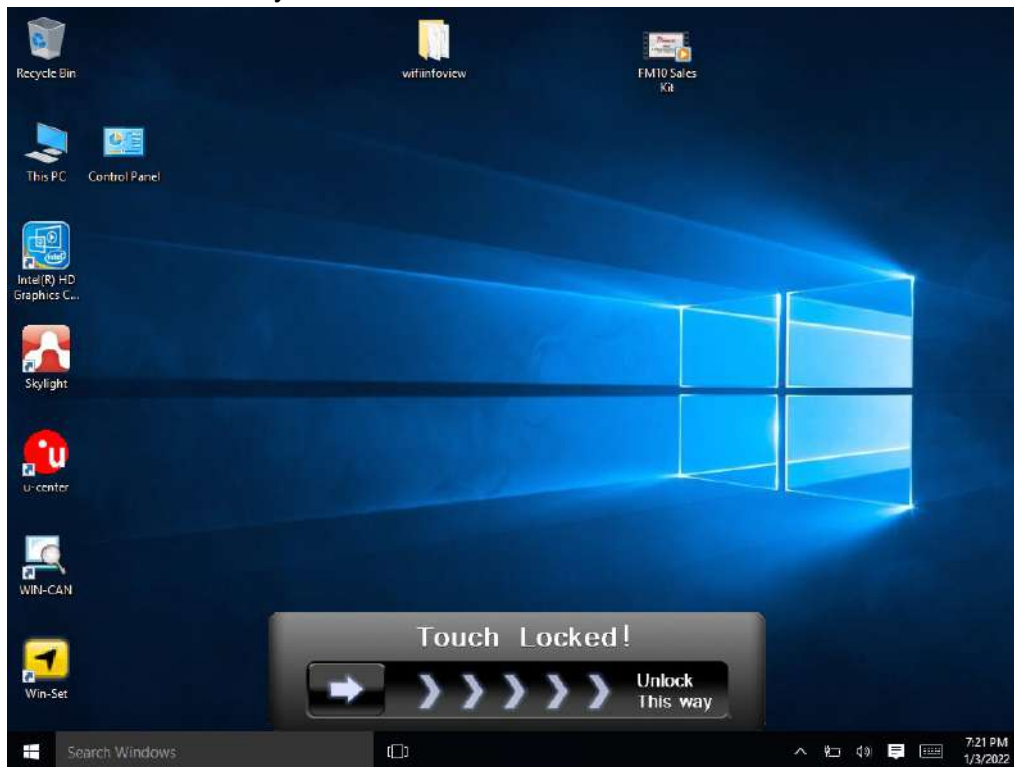 Recycle Bin
wifiinfoview
FM10 Sales
Kit
This PC
Control Panel
Intel(R) HD
Graphics C...
Skylight
u-center
WIN-CAN
Win-Set
Touch Locked!
Unlock
This way
Search Windows
7:21 PM
1/3/2022